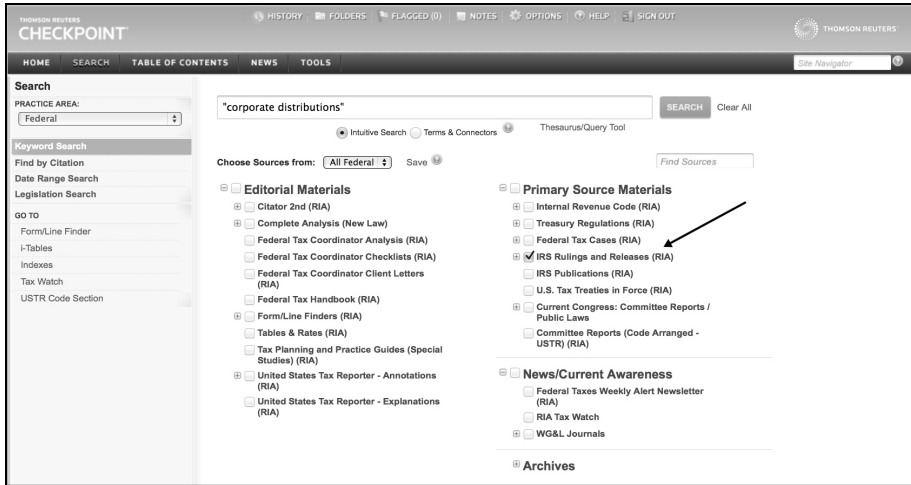 HISTORY FOLDERS FLAGGED (0) NOTES OPTIONS HELP SIGN OUT
THOMSON REUTERS
CHECKPOINT
THOMSON REUTERS
HOME SEARCH TABLE OF CONTENTS NEWS TOOLS
Site Navigator
Search
PRACTICE AREA:
Federal
Keyword Search
Find by Citation
Date Range Search
Legislation Search
GO TO
Form/Line Finder
i-Tables
Indexes
Tax Watch
USTR Code Section
"corporate distributions"
SEARCH Clear All
Intuitive Search Terms & Connectors Thesaurus/Query Tool
Choose Sources from: All Federal Save Find Sources
Editorial Materials
Citator 2nd (RIA)
Complete Analysis (New Law)
Federal Tax Coordinator Analysis (RIA)
Federal Tax Coordinator Checklists (RIA)
Federal Tax Coordinator Client Letters
(RIA)
Federal Tax Handbook (RIA)
Form/Line Finders (RIA)
Tables & Rates (RIA)
Tax Planning and Practice Guides (Special
Studies) (RIA)
United States Tax Reporter - Annotations
(RIA)
United States Tax Reporter - Explanations
(RIA)
Primary Source Materials
Internal Revenue Code (RIA)
Treasury Regulations (RIA)
Federal Tax Cases (RIA)
IRS Rulings and Releases (RIA)
IRS Publications (RIA)
U.S. Tax Treaties in Force (RIA)
Current Congress: Committee Reports /
Public Laws
Committee Reports (Code Arranged -
USTR) (RIA)
News/Current Awareness
Federal Taxes Weekly Alert Newsletter
(RIA)
RIA Tax Watch
WG&L Journals
Archives